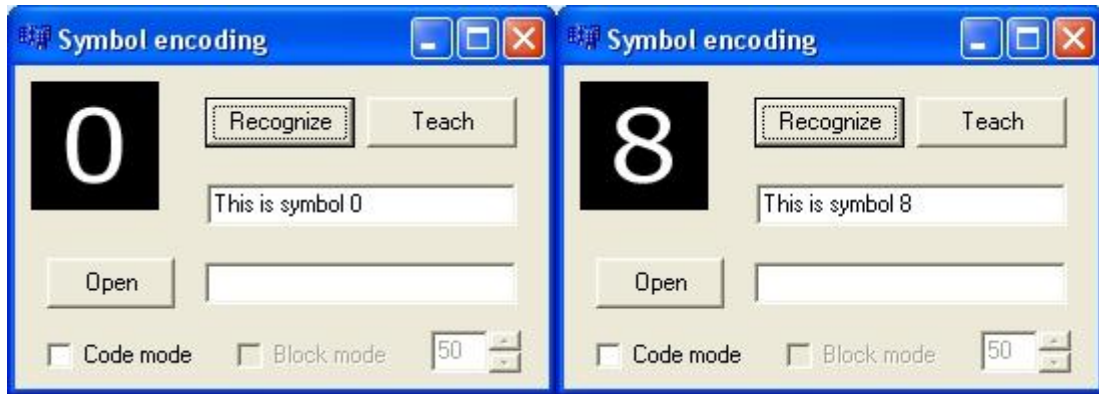 Symbol encoding
0
Recognize
Teach
This is symbol 0
Open
Code mode
Block mode
50
Symbol encoding
8
Recognize
Teach
This is symbol 8
Open
Code mode
Block mode
50